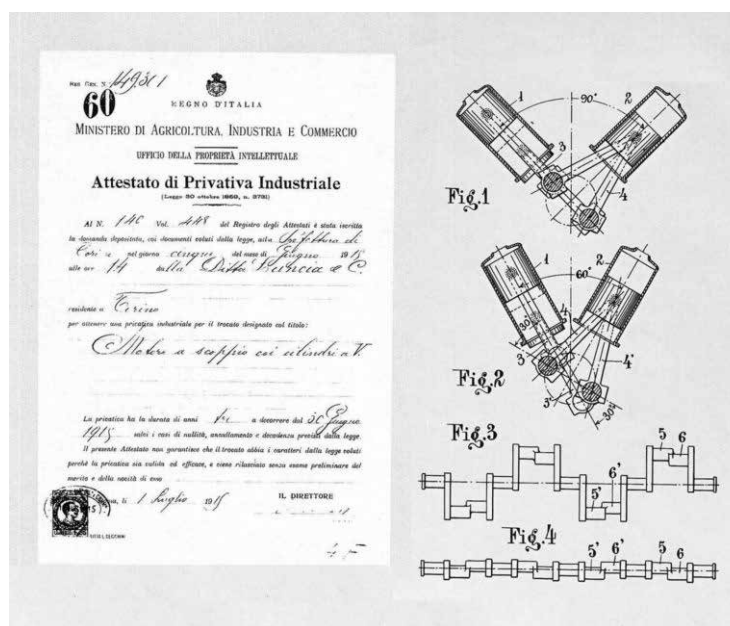 Reg. Gen. N. 149301
60
REGNO D'ITALIA
MINISTERO DI AGRICOLTURA, INDUSTRIA E COMMERCIO
UFFICIO DELLA PROPRIETÀ INTELLETTUALE
Attestato di Privativa Industriale
(Legge 30 ottobre 1859, n. 3731)
Al N. 140 Vol. 448 del Registro degli Attestati è stata iscritta
la domanda depositata, coi documenti voluti dalla legge, alla Prefettura di
nel giorno cinque del mese di Giugno 1915
alle ore 14 dalla Ditta Lancia e C.
residente a Torino
per ottenere una privativa industriale per il trovato designato col titolo:
Motore a scoppio coi cilindri a V.
La privativa ha la durata di anni tre a decorrere dal 30 Giugno
1915 salvi i casi di nullità, annullamento e decadenza previsti dalla legge.
Il presente Attestato non garantisce che il trovato abbia i caratteri dalla legge voluti
perchè la privativa sia valida ed efficace, e viene rilasciato senza esame preliminare del
merito e della novità di esso
li 1 Luglio 1915 IL DIRETTORE
90°
1
2
3
4
Fig.1
60°
1
2
30°
4
3
4'
3'
30°
Fig.2
Fig.3
5
6
5'
6'
Fig.4
5'
6'
5
6